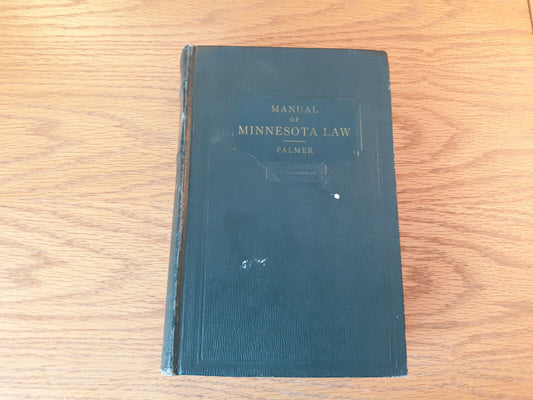 MANUAL
OF
MINNESOTA LAW
PALMER